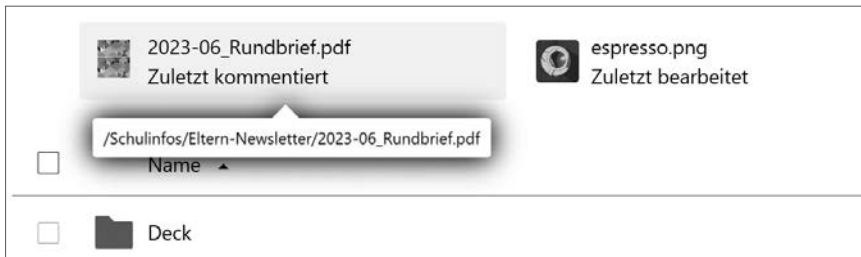 2023-06_Rundbrief.pdf
Zuletzt kommentiert
espresso.png
Zuletzt bearbeitet
/Schulinfos/Eltern-Newsletter/2023-06_Rundbrief.pdf
Name
Deck